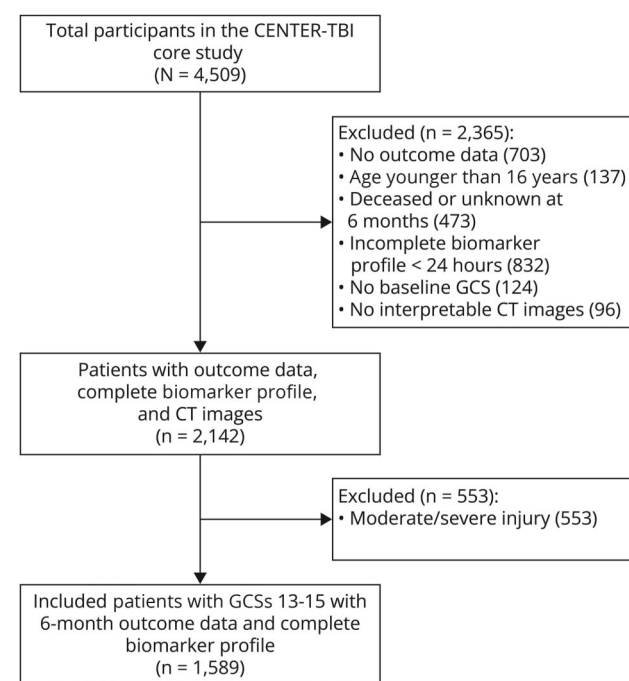 Total participants in the CENTER-TBI
core study
(N = 4,509)
Excluded (n = 2,365):
• No outcome data (703)
• Age younger than 16 years (137)
• Deceased or unknown at
6 months (473)
• Incomplete biomarker
profile < 24 hours (832)
• No baseline GCS (124)
• No interpretable CT images (96)
Patients with outcome data,
complete biomarker profile,
and CT images
(n = 2,142)
Excluded (n = 553):
• Moderate/severe injury (553)
Included patients with GCSs 13-15 with
6-month outcome data and complete
biomarker profile
(n = 1,589)